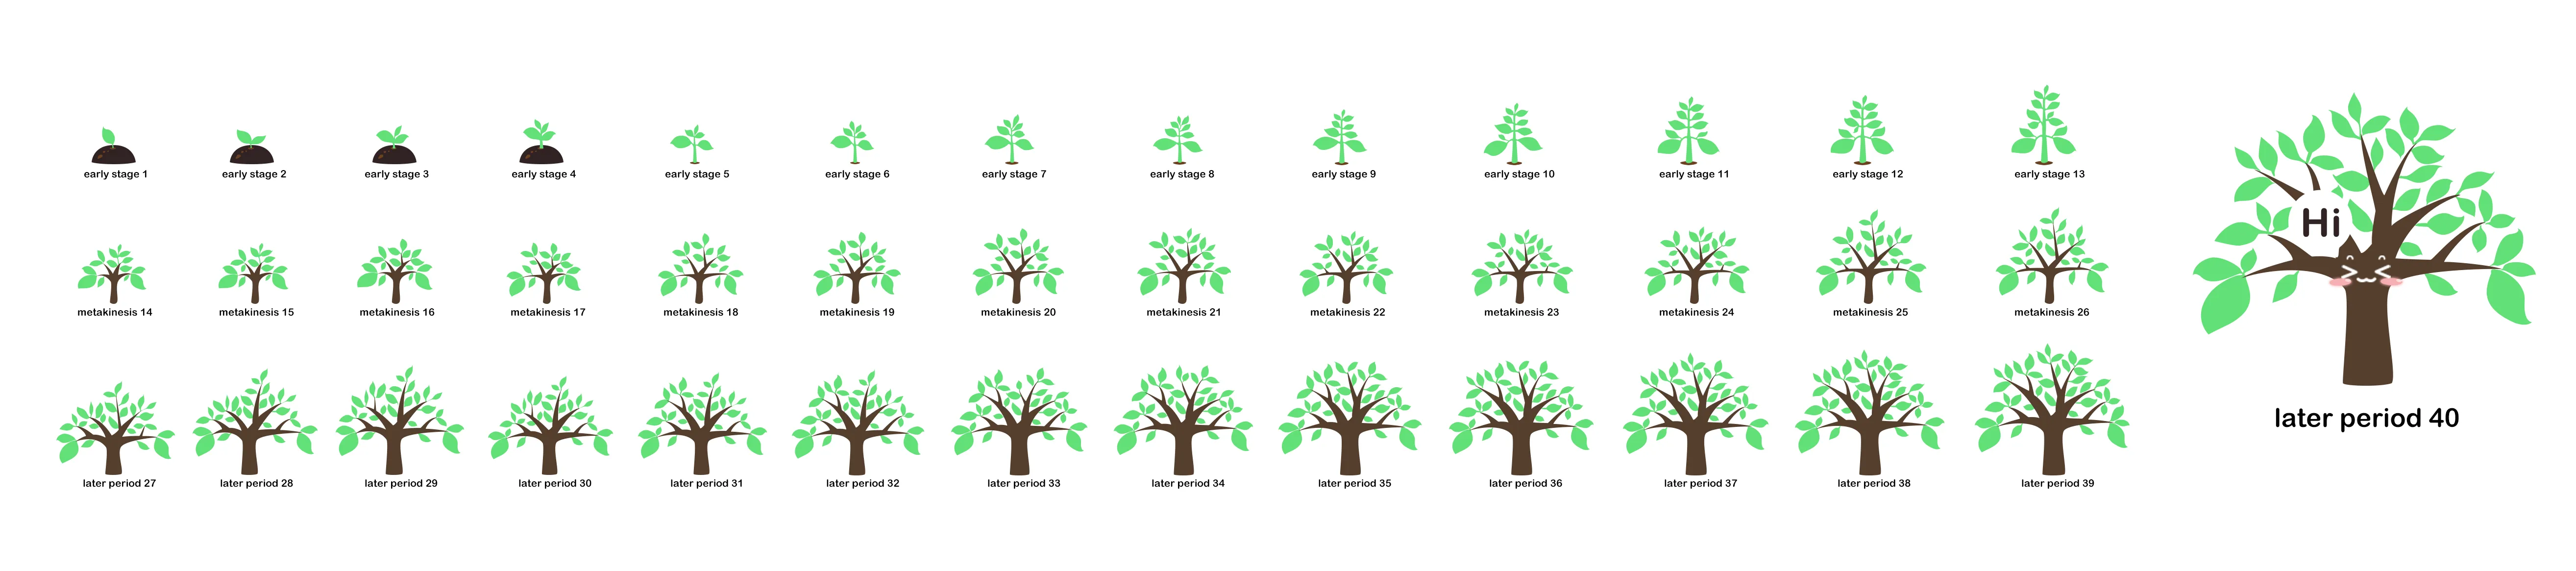 early stage 1
early stage 2
early stage 3
early stage 4
early stage 5
early stage 6
early stage 7
early stage 8
early stage 9
early stage 10
early stage 11
early stage 12
early stage 13
metakinesis 14
metakinesis 15
metakinesis 16
metakinesis 17
metakinesis 18
metakinesis 19
metakinesis 20
metakinesis 21
metakinesis 22
metakinesis 23
metakinesis 24
metakinesis 25
metakinesis 26
later period 27
later period 28
later period 29
later period 30
later period 31
later period 32
later period 33
later period 34
later period 35
later period 36
later period 37
later period 38
later period 39
Hi
later period 40